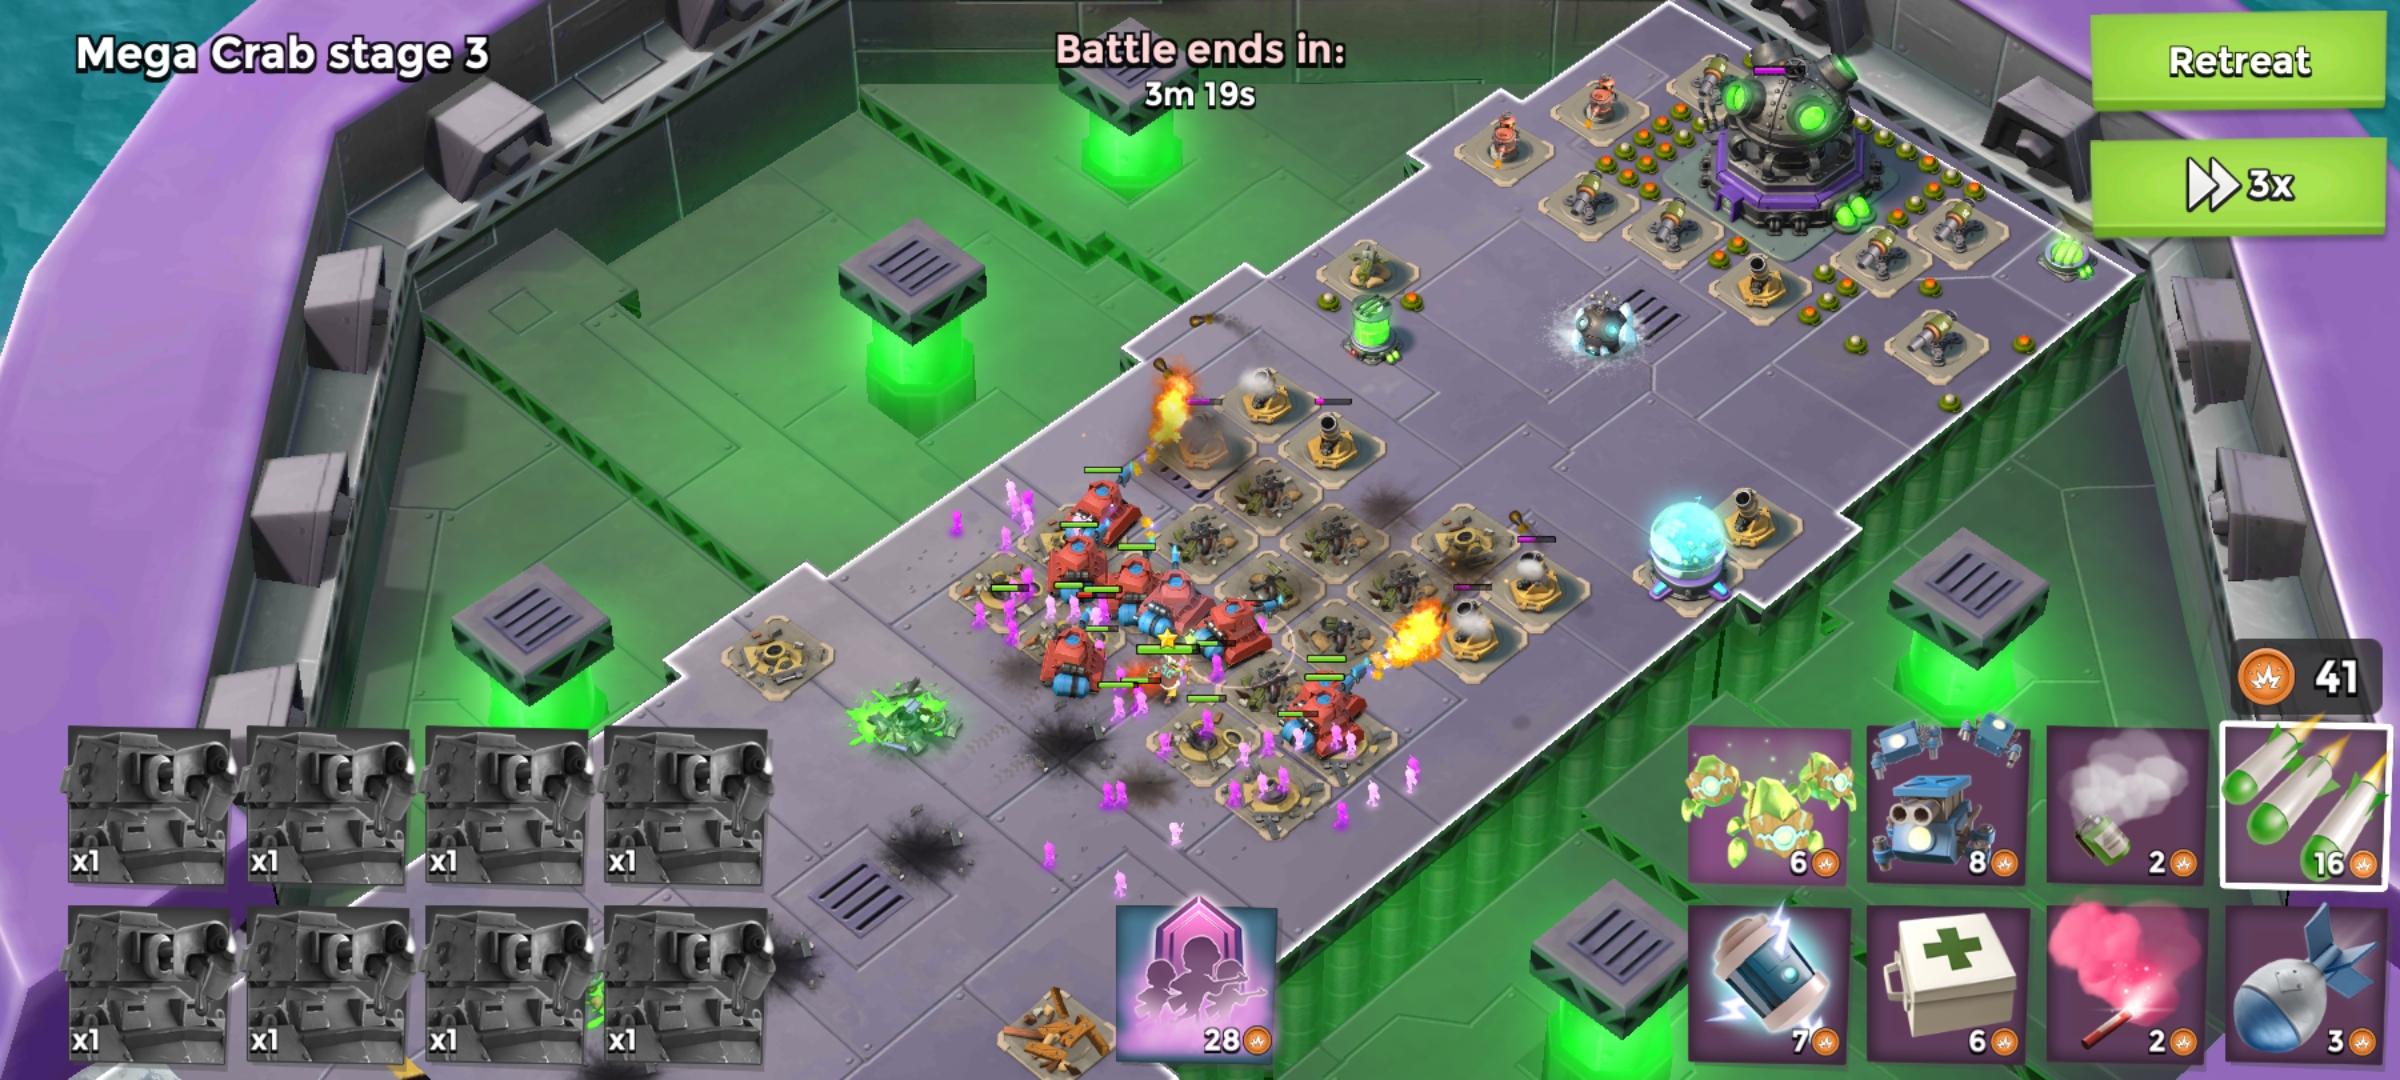 Mega Crab stage 3
Battle ends in:
3m 19s
Retreat
3x
41
6
8
2
16
x1
x1
x1
x1
x1
x1
x1
x1
28
7
6
2
3